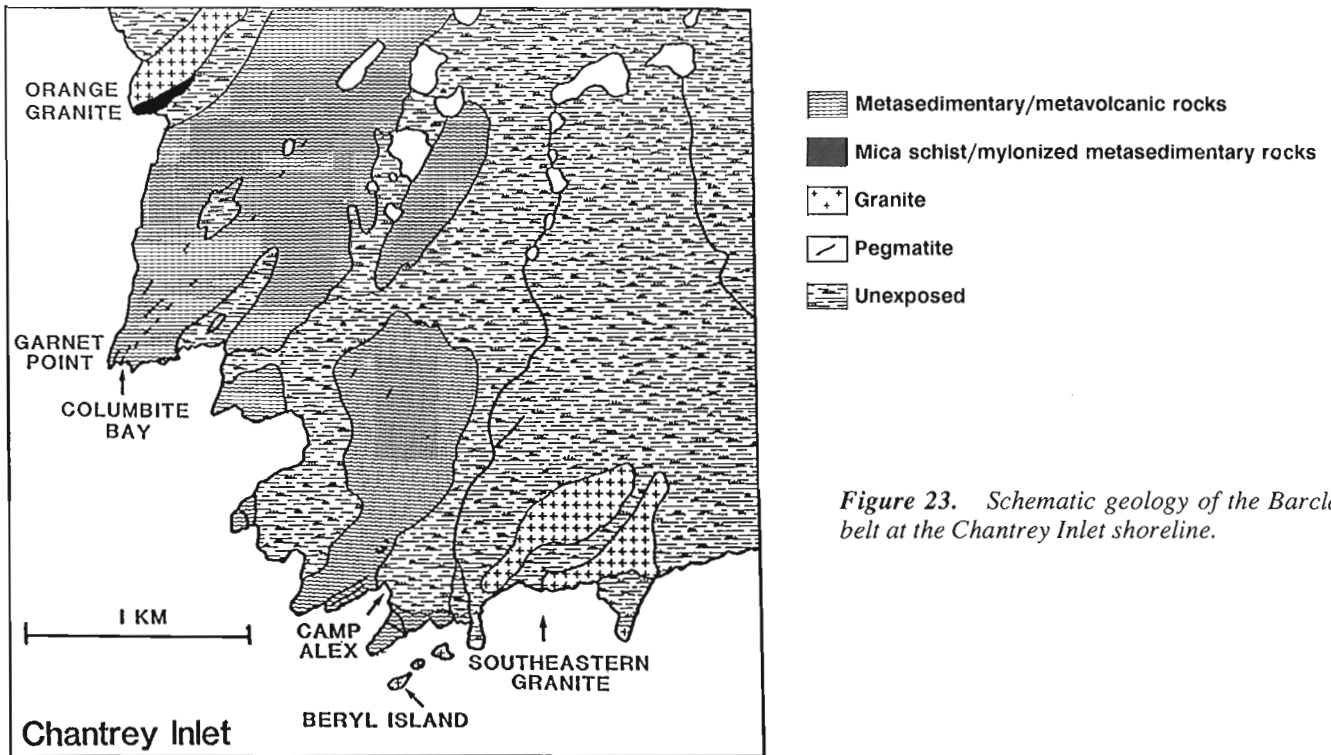 ORANGE
GRANITE
GARNET
POINT
COLUMBITE
BAY
1 KM
CAMP
ALEX
SOUTHEASTERN
GRANITE
BERYL ISLAND
Chantrey Inlet
Metasedimentary/metavolcanic rocks
Mica schist/mylonized metasedimentary rocks
Granite
Pegmatite
Unexposed
Figure 23. Schematic geology of the
belt at the Chantrey Inlet shoreline.